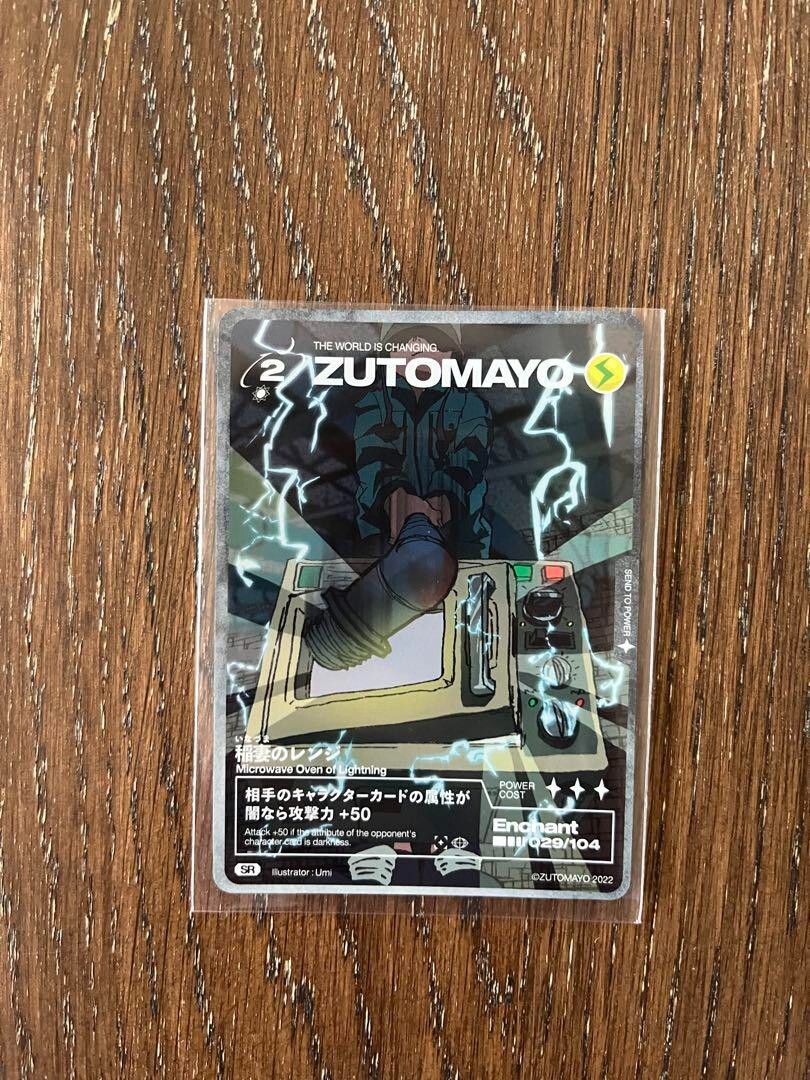 THE WORLD IS CHANGING.
2 ZUTOMAYO
SEND TO POWER
いなづま
稲妻のレンジ
Microwave Oven of Lightning
相手のキャラクターカードの属性が
闇なら攻撃力 +50
Attack +50 if the attribute of the opponent's
character card is darkness.
POWER
COST
Enchant
029/104
SR Illustrator : Umi
©ZUTOMAYO 2022